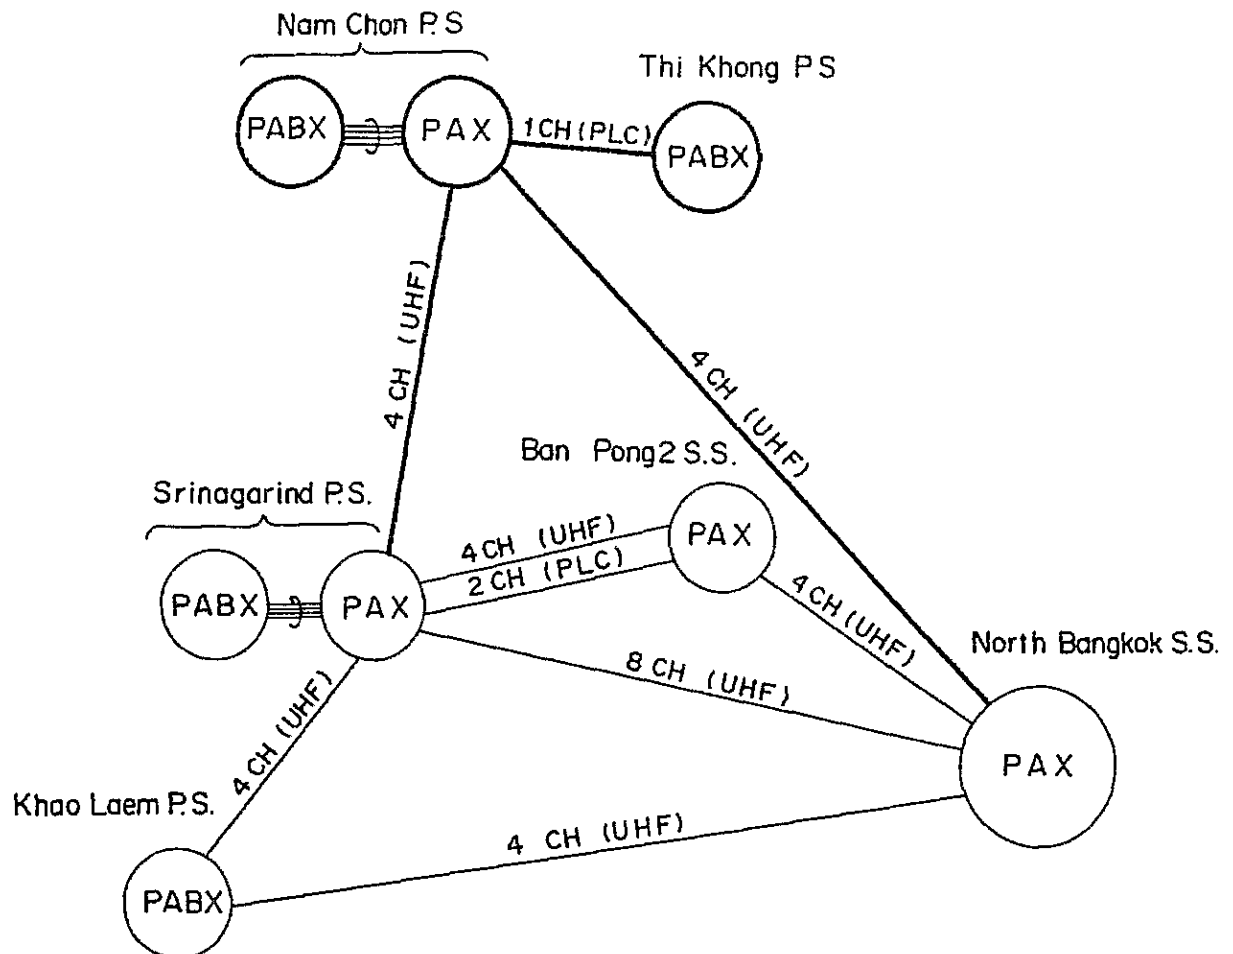 Nam Chon P.S
Thi Khong P S
PABX
PAX
1CH (PLC)
PABX
4 CH (UHF)
4 CH (UHF)
Ban Pong2 S.S.
Srinagarind P.S.
PAX
4 CH (UHF)
2 CH (PLC)
PABX
PAX
4 CH (UHF)
North Bangkok S.S.
8 CH (UHF)
4 CH (UHF)
PAX
Khao Laem P.S.
4 CH (UHF)
PABX